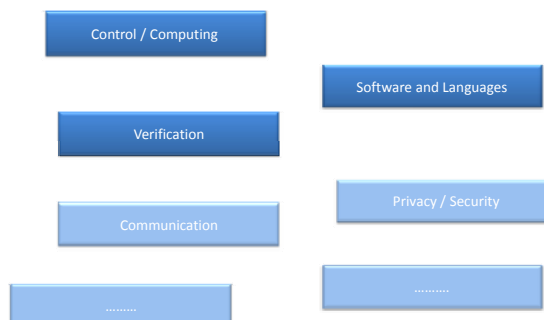 Control / Computing
Software and Languages
Verification
Privacy / Security
Communication
……….
………